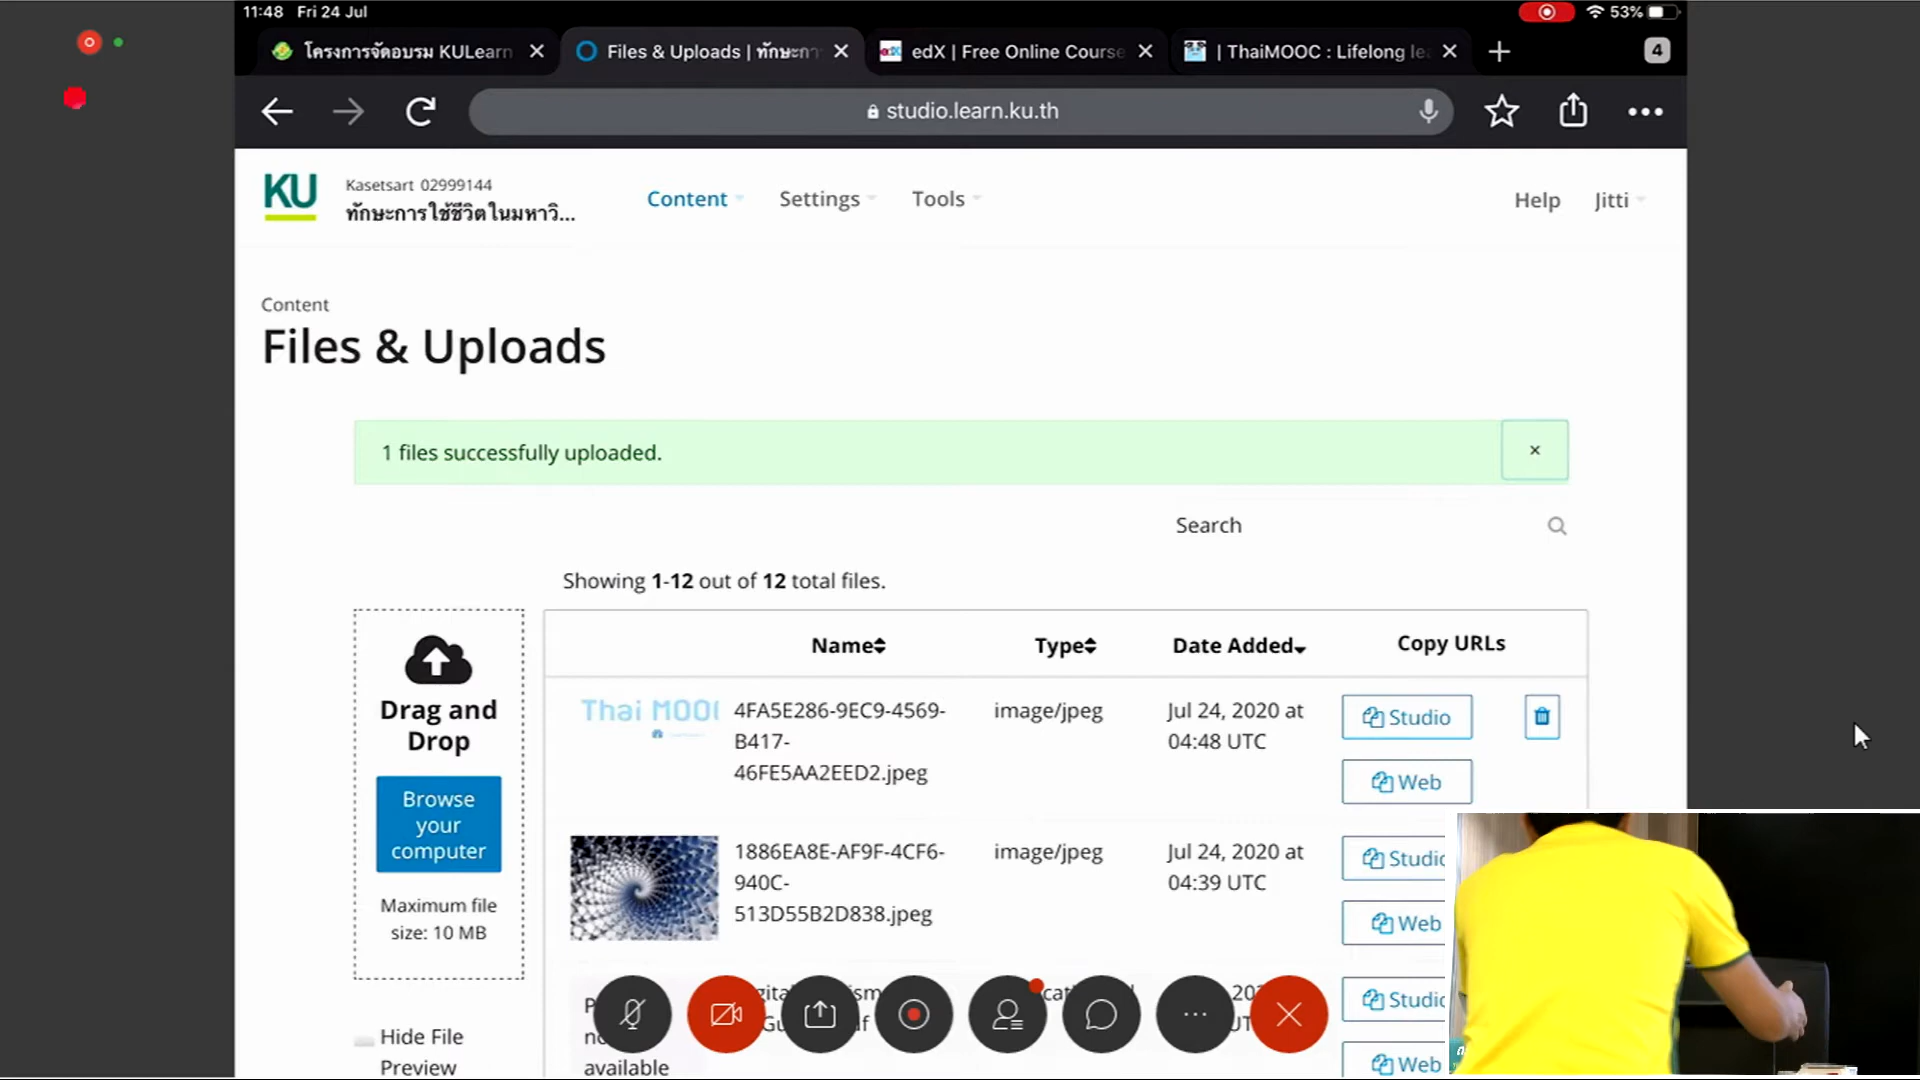 11:48 Fri 24 Jul
53%
โครงการจัดอบรม KULearn
Files & Uploads | ทักษะกา
edX | Free Online Course
| ThaiMOOC : Lifelong le
4
studio.learn.ku.th
KU
Kasetsart 02999144
ทักษะการใช้ชีวิตในมหาวิ...
Content
Settings
Tools
Help
Jitti
Content
Files & Uploads
1 files successfully uploaded.
Search
Showing 1-12 out of 12 total files.
Drag and
Drop
Browse
your
computer
Maximum file
size: 10 MB
Hide File
Preview
Name
Type
Date Added
Copy URLs
Thai MOO
4FA5E286-9EC9-4569-
B417-
46FE5AA2EED2.jpeg
image/jpeg
Jul 24, 2020 at
04:48 UTC
Studio
Web
1886EA8E-AF9F-4CF6-
940C-
513D55B2D838.jpeg
image/jpeg
Jul 24, 2020 at
04:39 UTC
Studio
Web
available
Studio
Web